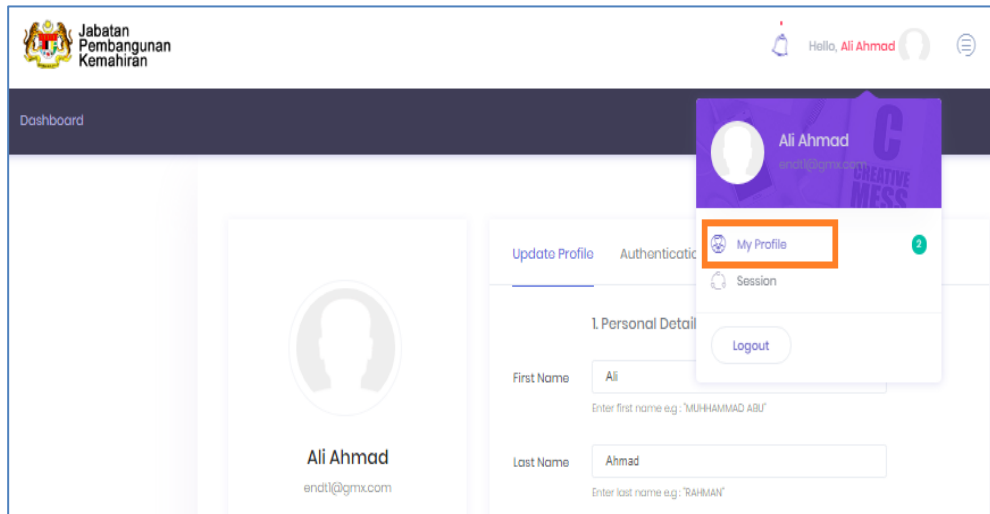 Jabatan
Pembangunan
Kemahiran
Hello, Ali Ahmad
Dashboard
Ali Ahmad
endt1@gmx.com
C
CREATIVE
MESS
My Profile
2
Session
Logout
Update Profile
Authenticatio
1. Personal Detail
First Name
Ali
Enter first name e.g : "MUHHAMMAD ABU"
Last Name
Ahmad
Enter last name e.g : "RAHMAN"
Ali Ahmad
endt1@gmx.com